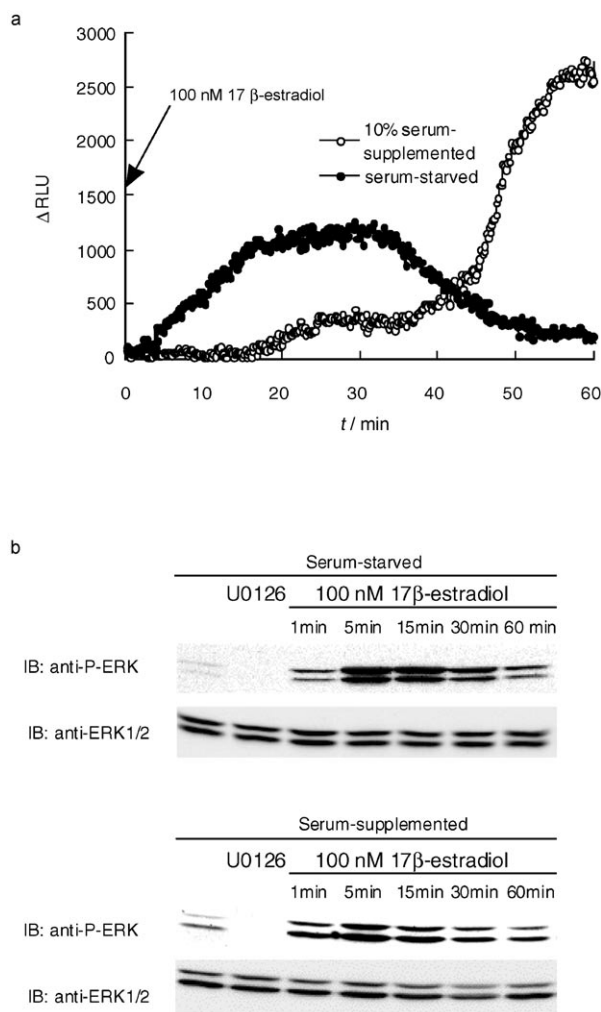 a
3000
2500
2000
1500
1000
500
0
ΔRLU
100 nM 17 β-estradiol
10% serum-
supplemented
serum-starved
0 10 20 30 40 50 60
t / min
b
Serum-starved
U0126 100 nM 17β-estradiol
1min 5min 15min 30min 60 min
IB: anti-P-ERK
IB: anti-ERK1/2
Serum-supplemented
U0126 100 nM 17β-estradiol
1min 5min 15min 30min 60min
IB: anti-P-ERK
IB: anti-ERK1/2